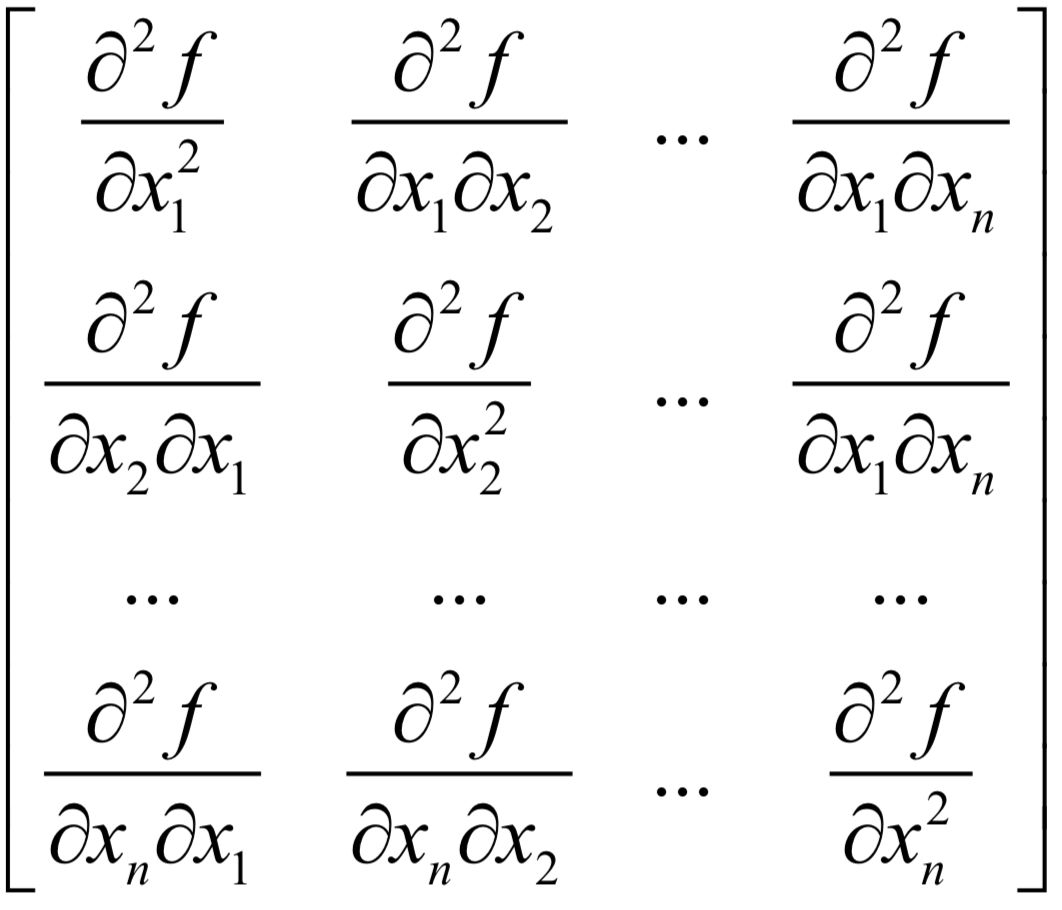 [ ∂²f/∂x₁² ∂²f/∂x₁∂x₂ ... ∂²f/∂x₁∂xₙ
∂²f/∂x₂∂x₁ ∂²f/∂x₂² ... ∂²f/∂x₁∂xₙ
... ... ... ...
∂²f/∂xₙ∂x₁ ∂²f/∂xₙ∂x₂ ... ∂²f/∂xₙ² ]